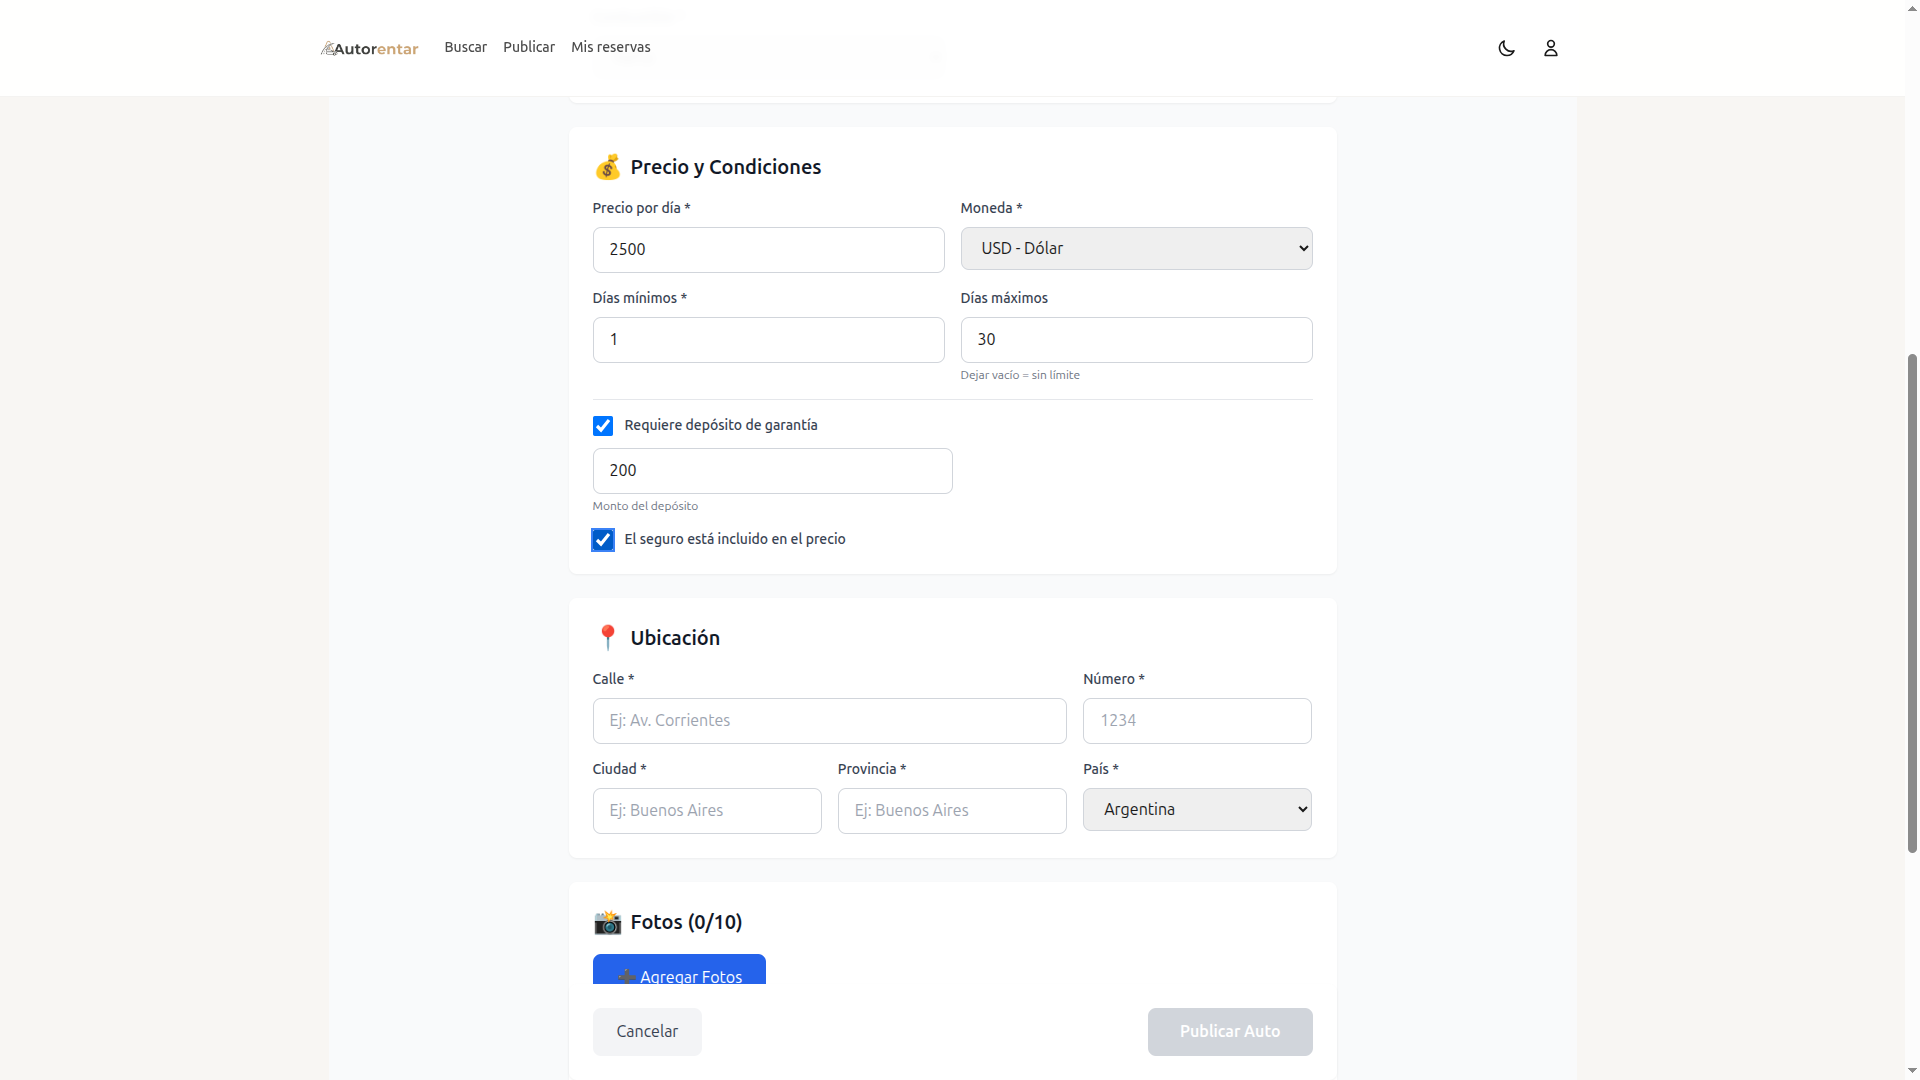 Autorentar
Buscar
Publicar
Mis reservas
Precio y Condiciones
Precio por día *
Moneda *
2500
USD - Dólar
Días mínimos *
Días máximos
1
30
Dejar vacío = sin límite
Requiere depósito de garantía
200
Monto del depósito
El seguro está incluido en el precio
Ubicación
Calle *
Número *
Ej: Av. Corrientes
1234
Ciudad *
Provincia *
País *
Ej: Buenos Aires
Ej: Buenos Aires
Argentina
Fotos (0/10)
Agregar Fotos
Cancelar
Publicar Auto